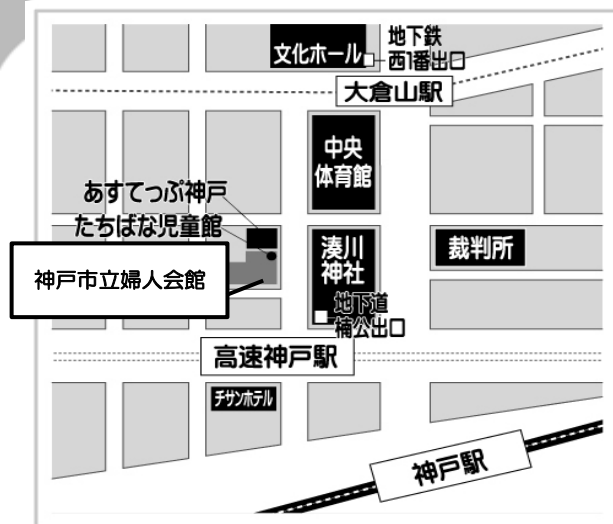 文化ホール
地下鉄
西1番出口
大倉山駅
中央
体育館
あすてっぷ神戸
たちばな児童館
神戸市立婦人会館
湊川
神社
裁判所
地下道
楠公出口
高速神戸駅
チサンホテル
神戸駅